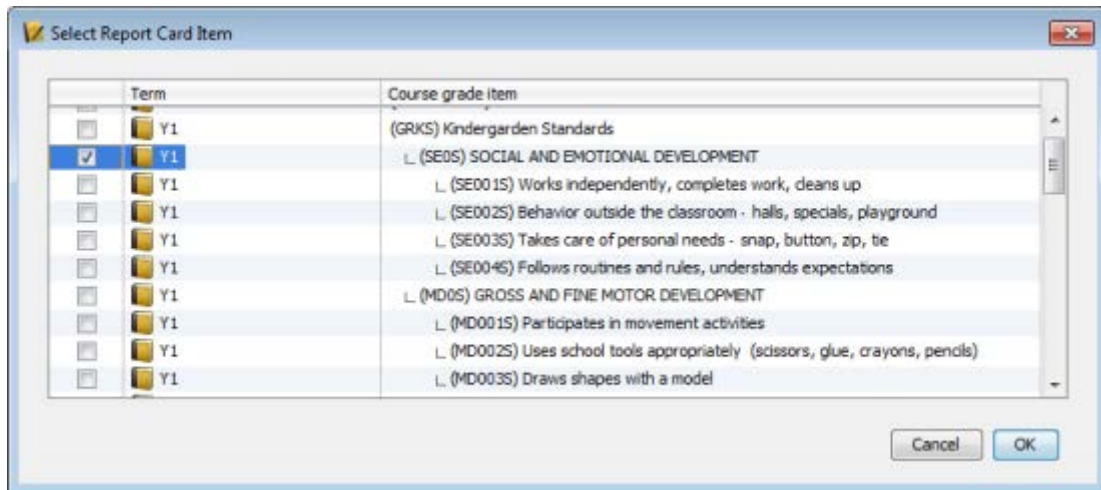 Select Report Card Item
Term Course grade item
Y1 (GRKS) Kindergarden Standards
Y1 (SE0S) SOCIAL AND EMOTIONAL DEVELOPMENT
Y1 (SE001S) Works independently, completes work, cleans up
Y1 (SE002S) Behavior outside the classroom - halls, specials, playground
Y1 (SE003S) Takes care of personal needs - snap, button, zip, tie
Y1 (SE004S) Follows routines and rules, understands expectations
Y1 (MD0S) GROSS AND FINE MOTOR DEVELOPMENT
Y1 (MD001S) Participates in movement activities
Y1 (MD002S) Uses school tools appropriately (scissors, glue, crayons, pencils)
Y1 (MD003S) Draws shapes with a model
Cancel OK